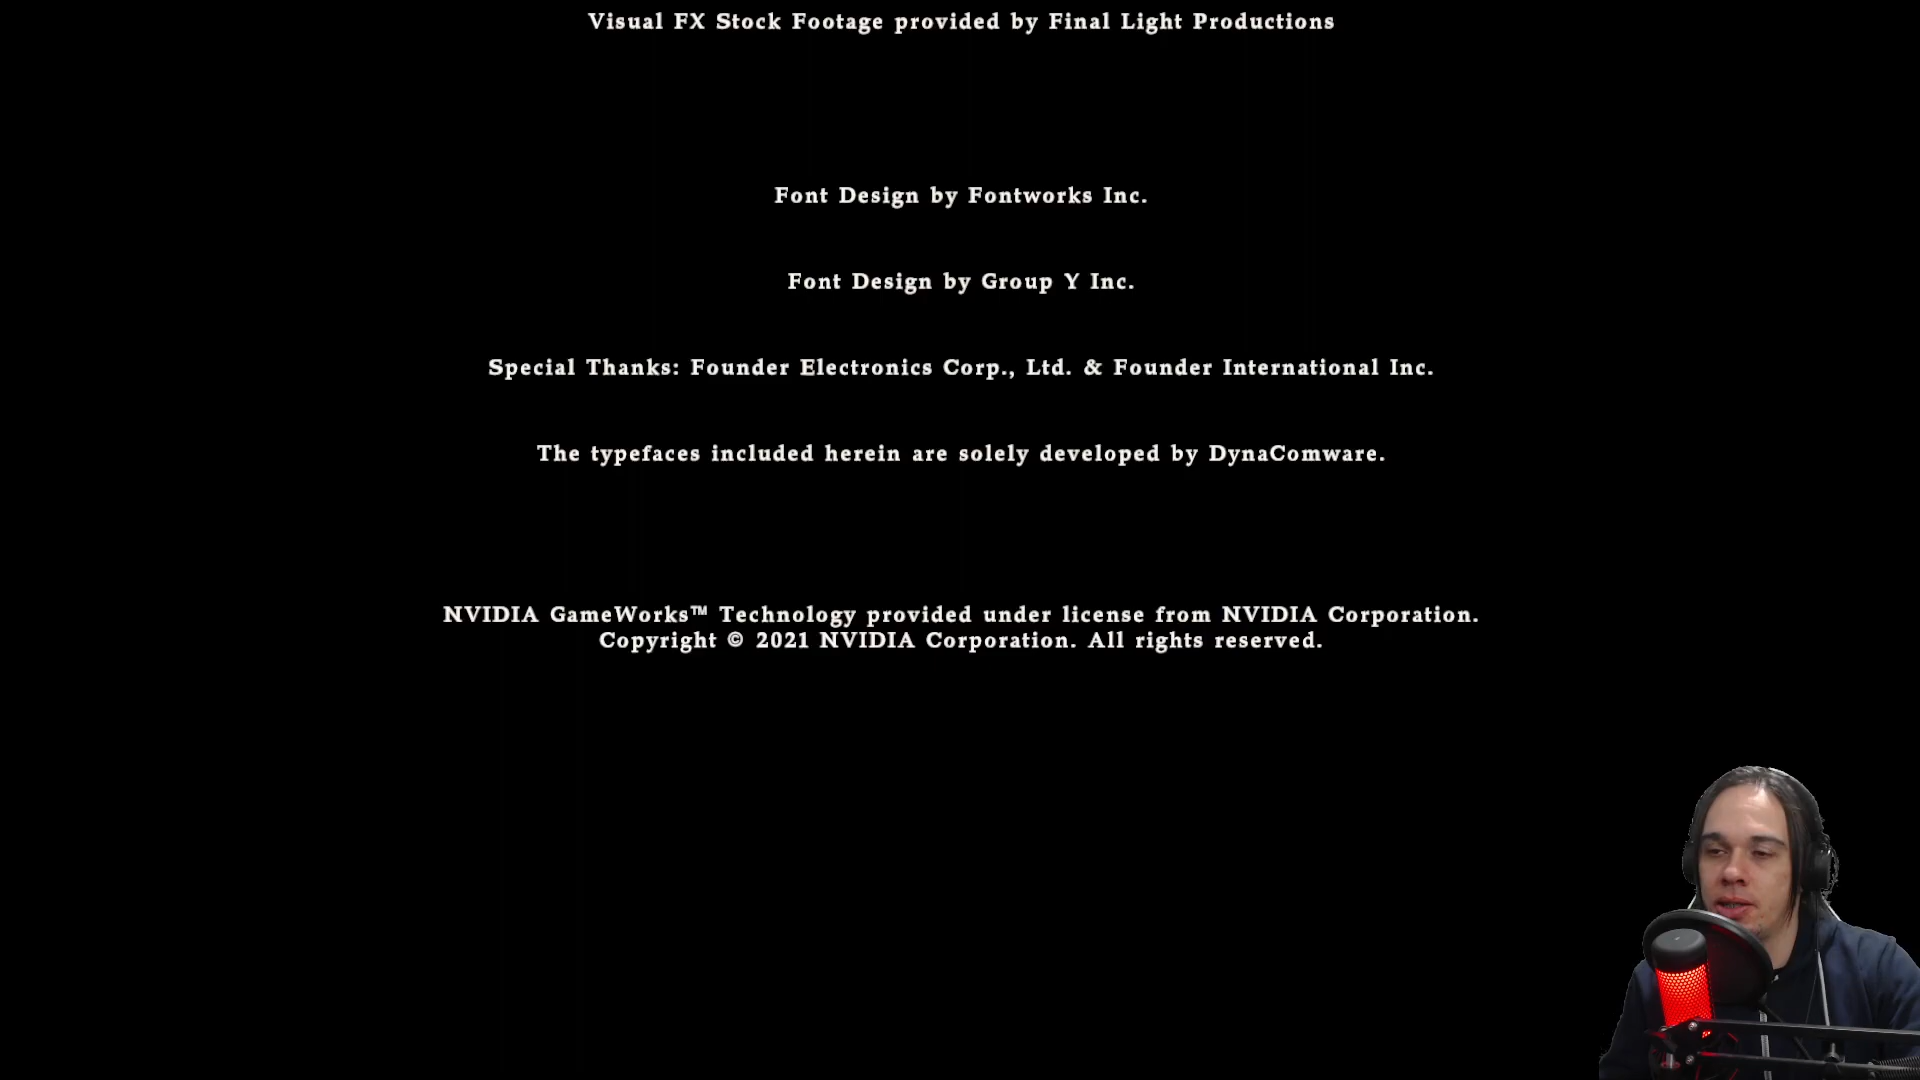 Visual FX Stock Footage provided by Final Light Productions
Font Design by Fontworks Inc.
Font Design by Group Y Inc.
Special Thanks: Founder Electronics Corp., Ltd. & Founder International Inc.
The typefaces included herein are solely developed by DynaComware.
NVIDIA GameWorks™ Technology provided under license from NVIDIA Corporation.
Copyright © 2021 NVIDIA Corporation. All rights reserved.